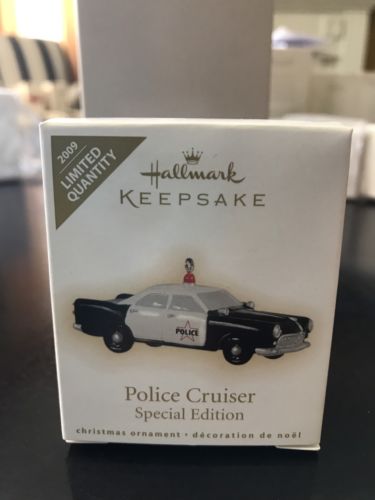 2009
LIMITED
QUANTITY
Hallmark
KEEPSAKE
POLICE
Police Cruiser
Special Edition
christmas ornament • décoration de noël